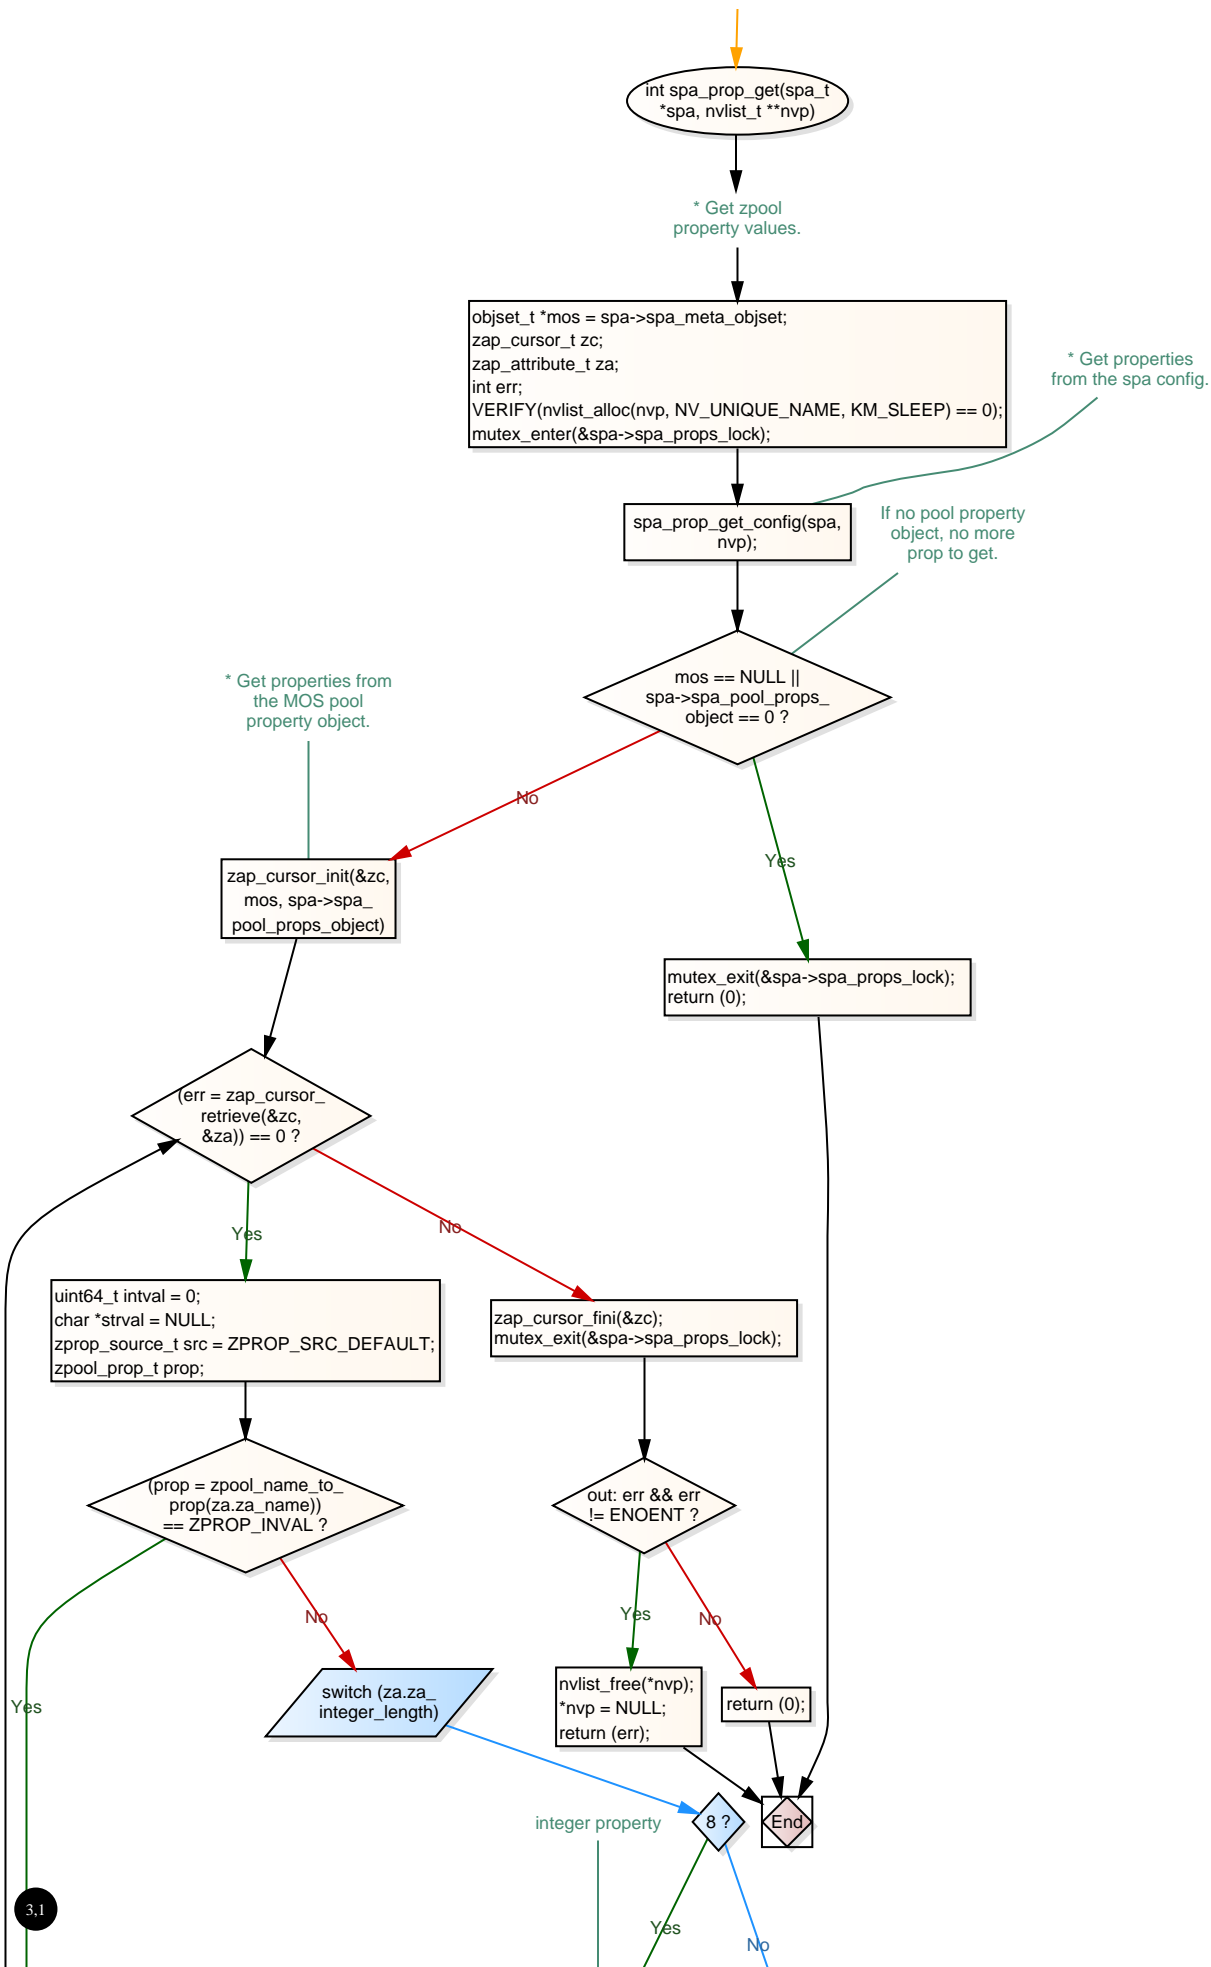 int spa_prop_get(spa_t
*spa, nvlist_t **nvp)
* Get zpool
property values.
objset_t *mos = spa->spa_meta_objset;
zap_cursor_t zc;
zap_attribute_t za;
int err;
VERIFY(nvlist_alloc(nvp, NV_UNIQUE_NAME, KM_SLEEP) == 0);
mutex_enter(&spa->spa_props_lock);
* Get properties
from the spa config.
spa_prop_get_config(spa,
nvp);
If no pool property
object, no more
prop to get.
mos == NULL ||
spa->spa_pool_props_
object == 0 ?
* Get properties from
the MOS pool
property object.
No
Yes
zap_cursor_init(&zc,
mos, spa->spa_
pool_props_object)
mutex_exit(&spa->spa_props_lock);
return (0);
(err = zap_cursor_
retrieve(&zc,
&za)) == 0 ?
Yes
No
uint64_t intval = 0;
char *strval = NULL;
zprop_source_t src = ZPROP_SRC_DEFAULT;
zpool_prop_t prop;
zap_cursor_fini(&zc);
mutex_exit(&spa->spa_props_lock);
(prop = zpool_name_to_
prop(za.za_name))
== ZPROP_INVAL ?
out: err && err
!= ENOENT ?
No
Yes
No
Yes
switch (za.za_
integer_length)
nvlist_free(*nvp);
*nvp = NULL;
return (err);
return (0);
integer property
8 ?
End
3,1
Yes
No